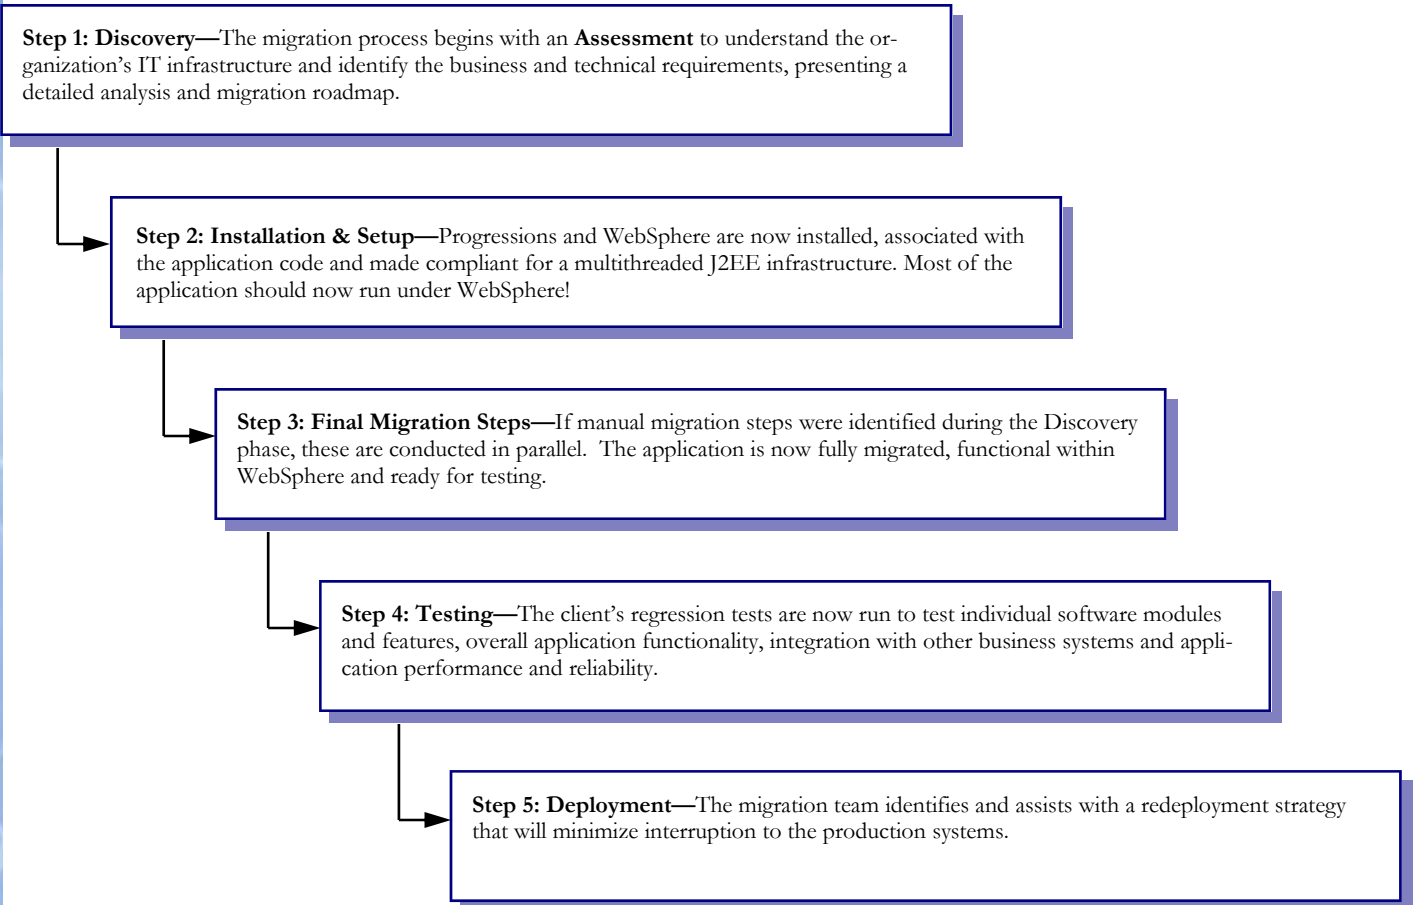 Step 1: Discovery—The migration process begins with an Assessment to understand the or-
ganization’s IT infrastructure and identify the business and technical requirements, presenting a
detailed analysis and migration roadmap.
Step 2: Installation & Setup—Progressions and WebSphere are now installed, associated with
the application code and made compliant for a multithreaded J2EE infrastructure. Most of the
application should now run under WebSphere!
Step 3: Final Migration Steps—If manual migration steps were identified during the Discovery
phase, these are conducted in parallel.  The application is now fully migrated, functional within
WebSphere and ready for testing.
Step 4: Testing—The client’s regression tests are now run to test individual software modules
and features, overall application functionality, integration with other business systems and appli-
cation performance and reliability.
Step 5: Deployment—The migration team identifies and assists with a redeployment strategy
that will minimize interruption to the production systems.